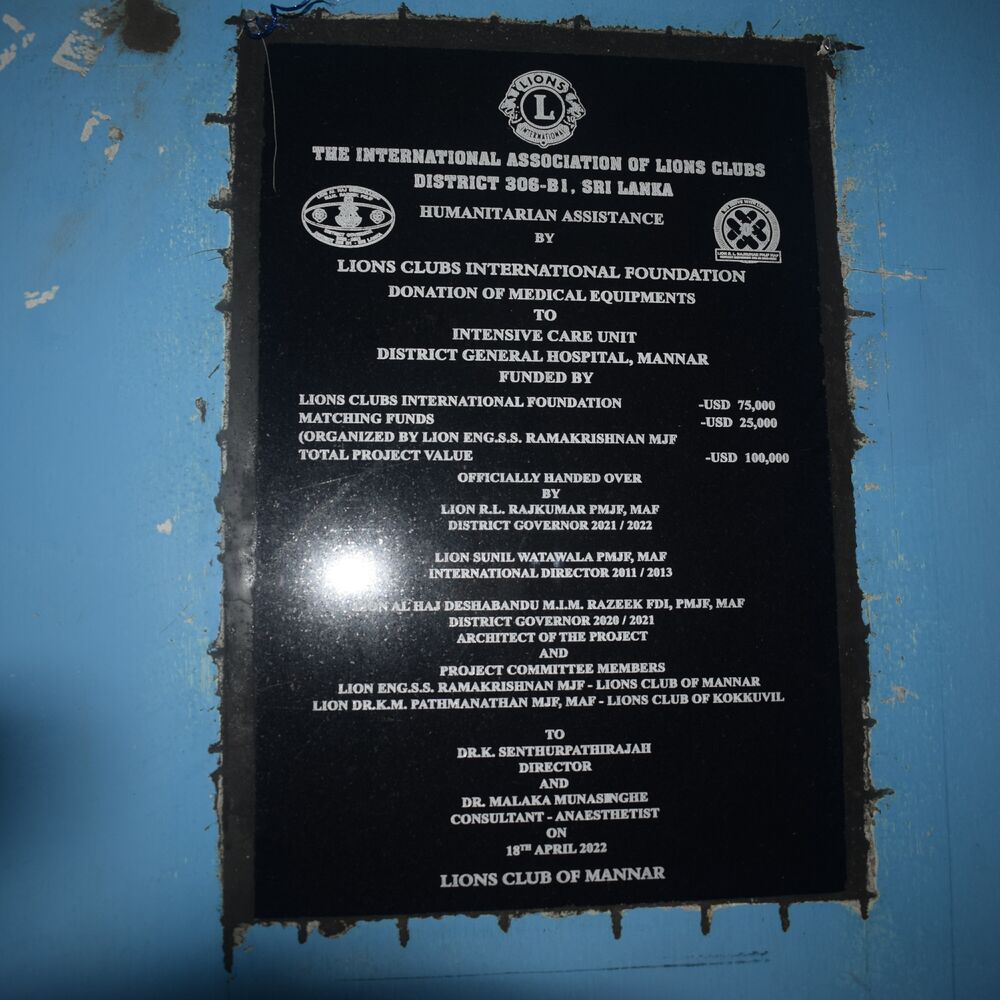 LIONS
L
INTERNATIONAL
THE INTERNATIONAL ASSOCIATION OF LIONS CLUBS
DISTRICT 306-B1, SRI LANKA
HUMANITARIAN ASSISTANCE
BY
LIONS CLUBS INTERNATIONAL FOUNDATION
DONATION OF MEDICAL EQUIPMENTS
TO
INTENSIVE CARE UNIT
DISTRICT GENERAL HOSPITAL, MANNAR
FUNDED BY
LIONS CLUBS INTERNATIONAL FOUNDATION -USD 75,000
MATCHING FUNDS -USD 25,000
(ORGANIZED BY LION ENG.S.S. RAMAKRISHNAN MJF
TOTAL PROJECT VALUE -USD 100,000
OFFICIALLY HANDED OVER
BY
LION R.L. RAJKUMAR PMJF, MAF
DISTRICT GOVERNOR 2021 / 2022
LION SUNIL WATAWALA PMJF, MAF
INTERNATIONAL DIRECTOR 2011 / 2013
LION AL HAJ DESHABANDU M.I.M. RAZEEK FDI, PMJF, MAF
DISTRICT GOVERNOR 2020 / 2021
ARCHITECT OF THE PROJECT
AND
PROJECT COMMITTEE MEMBERS
LION ENG.S.S. RAMAKRISHNAN MJF - LIONS CLUB OF MANNAR
LION DR.K.M. PATHMANATHAN MJF, MAF - LIONS CLUB OF KOKKUVIL
TO
DR.K. SENTHURPATHIRAJAH
DIRECTOR
AND
DR. MALAKA MUNASINGHE
CONSULTANT - ANAESTHETIST
ON
18TH APRIL 2022
LIONS CLUB OF MANNAR